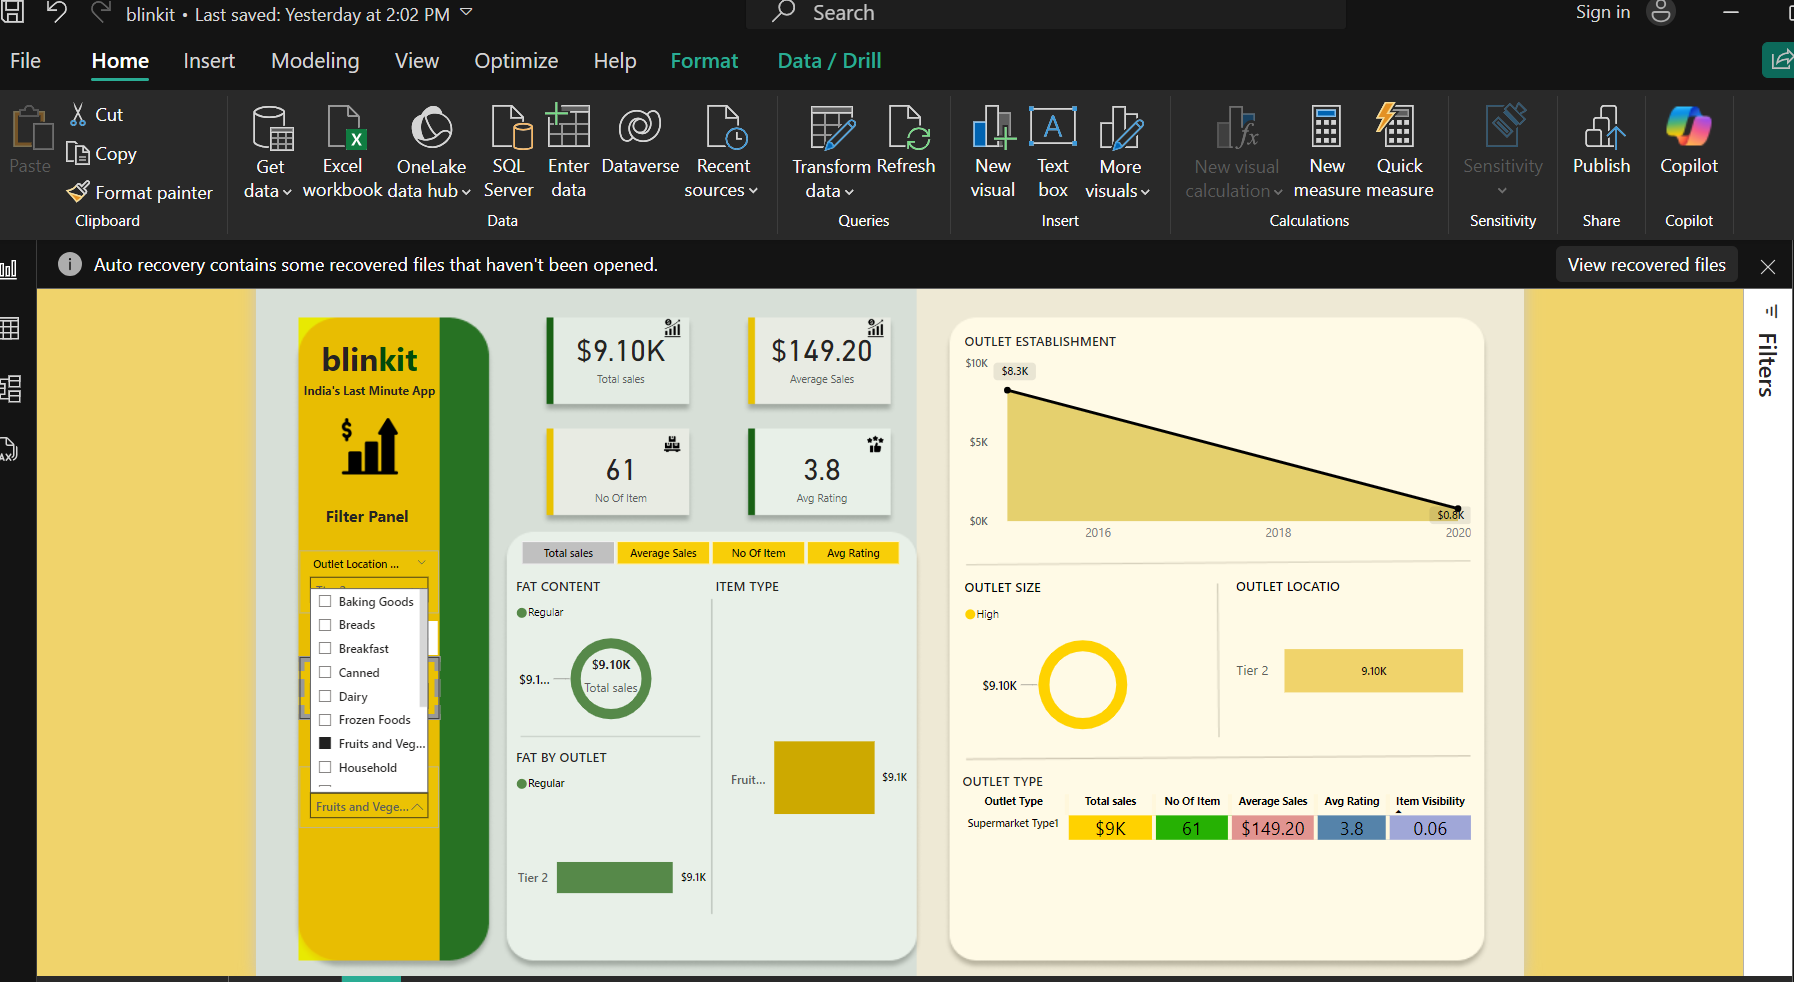 blinkit • Last saved: Yesterday at 2:02 PM
Search
Sign in
File Home Insert Modeling View Optimize Help Format Data / Drill
Paste
Cut
Copy
Format painter
Clipboard
Get data
Excel workbook
OneLake data hub
SQL Server
Enter data
Dataverse
Recent sources
Data
Transform data
Refresh
Queries
New visual
Text box
More visuals
Insert
New visual calculation
New measure
Quick measure
Calculations
Sensitivity
Sensitivity
Publish
Share
Copilot
Copilot
Auto recovery contains some recovered files that haven't been opened.
View recovered files
Filters
blinkit
India's Last Minute App
$
Filter Panel
Outlet Location ...
Baking Goods
Breads
Breakfast
Canned
Dairy
Frozen Foods
Fruits and Veg...
Household
Fruits and Vege...
$9.10K
Total sales
$149.20
Average Sales
61
No Of Item
3.8
Avg Rating
Total sales Average Sales No Of Item Avg Rating
FAT CONTENT
Regular
$9.1...
$9.10K
Total sales
FAT BY OUTLET
Regular
Tier 2 $9.1K
ITEM TYPE
Fruit... $9.1K
OUTLET ESTABLISHMENT
$10K
$8.3K
$5K
$0K
$0.8K
2016 2018 2020
OUTLET SIZE
High
$9.10K
OUTLET LOCATIO
Tier 2 9.10K
OUTLET TYPE
Outlet Type Total sales No Of Item Average Sales Avg Rating Item Visibility
Supermarket Type1 $9K 61 $149.20 3.8 0.06